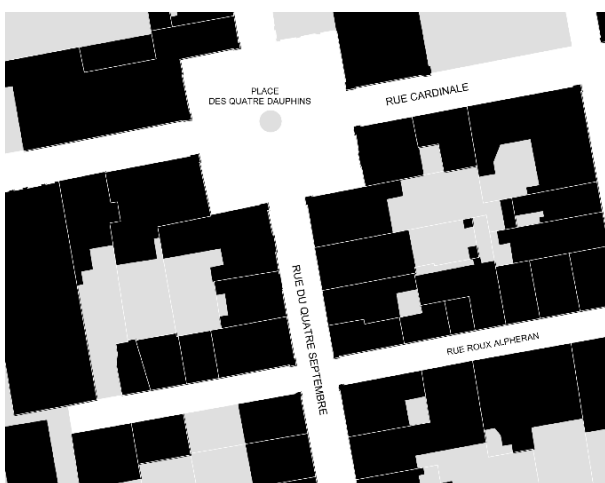 PLACE
DES QUATRE DAUPHINS
RUE CARDINALE
RUE DU QUATRE SEPTEMBRE
RUE ROUX ALPHERAN